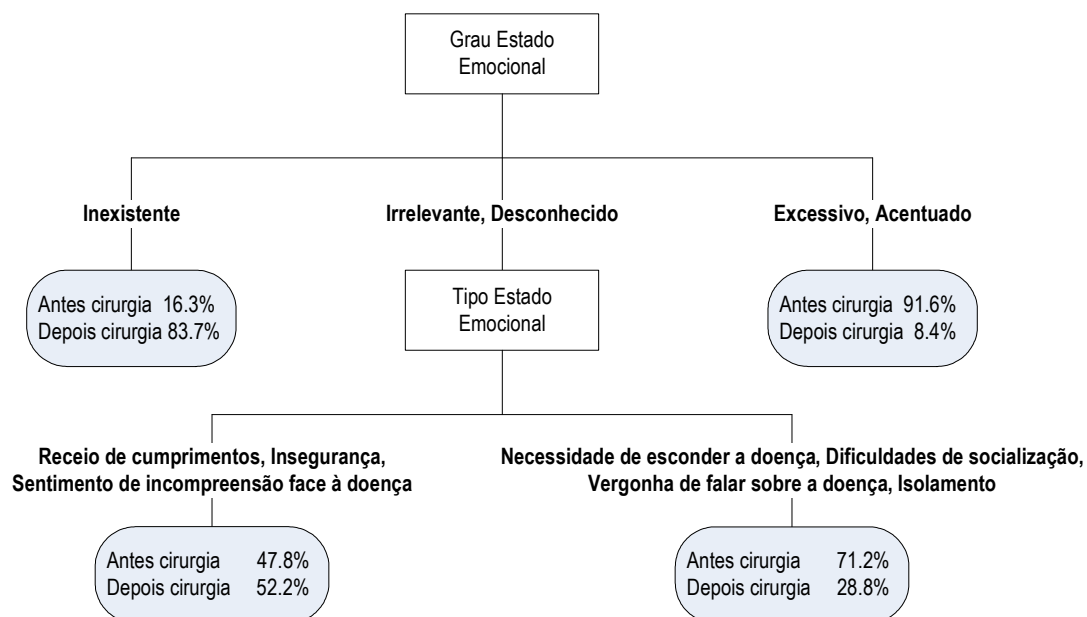 Grau Estado
Emocional
Inexistente
Irrelevante, Desconhecido
Excessivo, Acentuado
Antes cirurgia 16.3%
Depois cirurgia 83.7%
Tipo Estado
Emocional
Antes cirurgia 91.6%
Depois cirurgia 8.4%
Receio de cumprimentos, Insegurança,
Sentimento de incompreensão face à doença
Necessidade de esconder a doença, Dificuldades de socialização,
Vergonha de falar sobre a doença, Isolamento
Antes cirurgia 47.8%
Depois cirurgia 52.2%
Antes cirurgia 71.2%
Depois cirurgia 28.8%